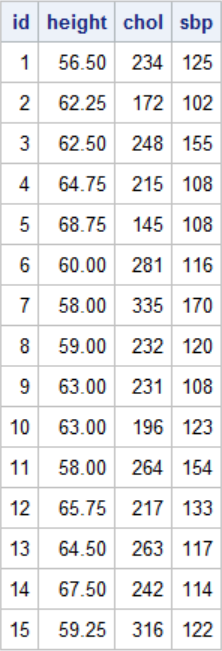 id height chol sbp
1 56.50 234 125
2 62.25 172 102
3 62.50 248 155
4 64.75 215 108
5 68.75 145 108
6 60.00 281 116
7 58.00 335 170
8 59.00 232 120
9 63.00 231 108
10 63.00 196 123
11 58.00 264 154
12 65.75 217 133
13 64.50 263 117
14 67.50 242 114
15 59.25 316 122